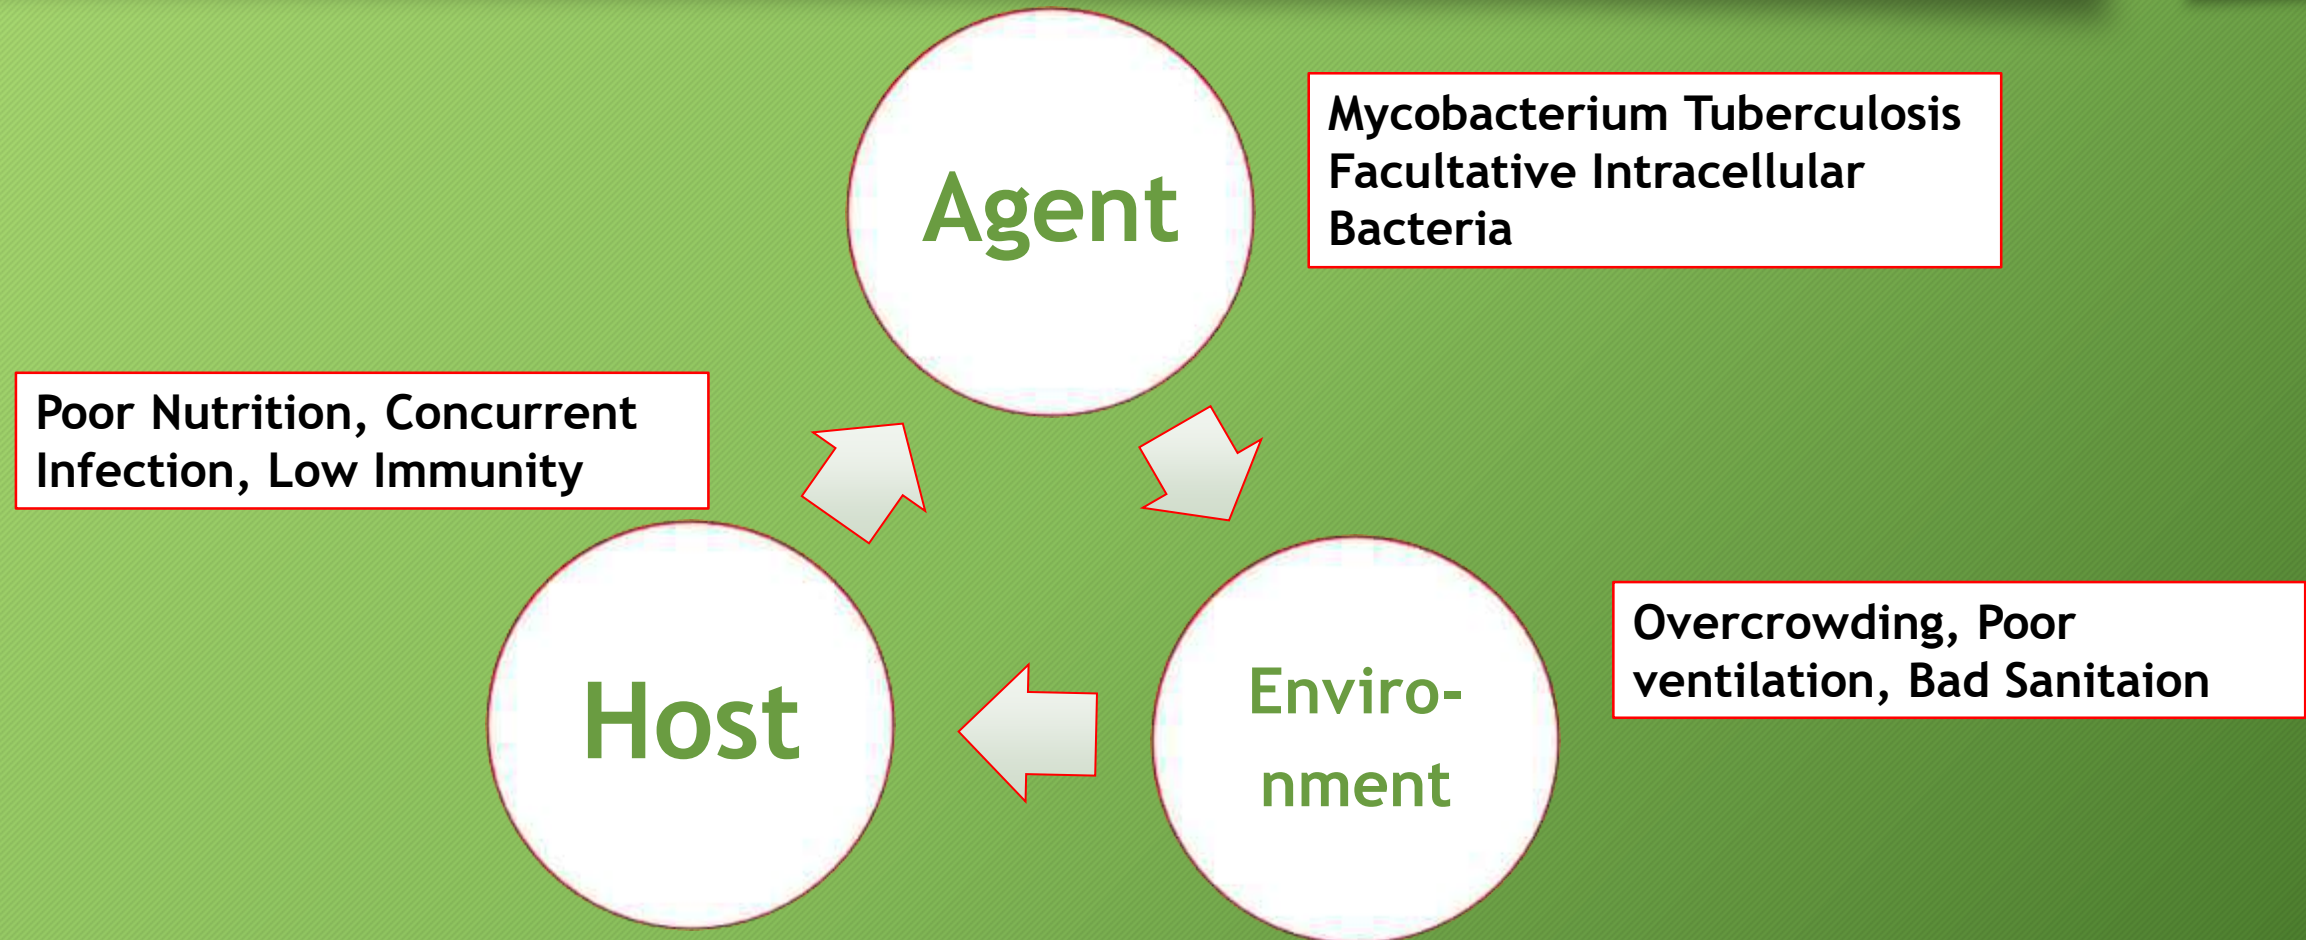 Agent
Mycobacterium Tuberculosis
Facultative Intracellular
Bacteria
Poor Nutrition, Concurrent
Infection, Low Immunity
Host
Enviro-
nment
Overcrowding, Poor
ventilation, Bad Sanitaion